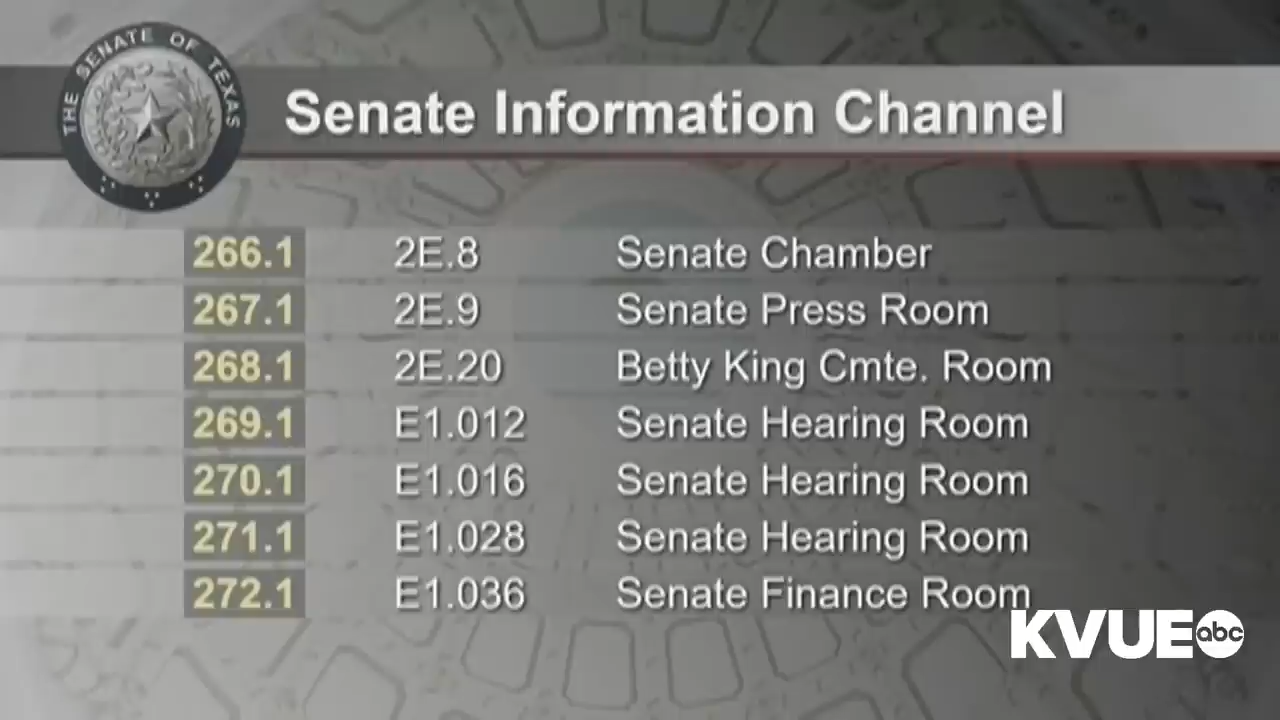 THE SENATE OF TEXAS
Senate Information Channel
266.1 2E.8 Senate Chamber
267.1 2E.9 Senate Press Room
268.1 2E.20 Betty King Cmte. Room
269.1 E1.012 Senate Hearing Room
270.1 E1.016 Senate Hearing Room
271.1 E1.028 Senate Hearing Room
272.1 E1.036 Senate Finance Room
KVUE abc